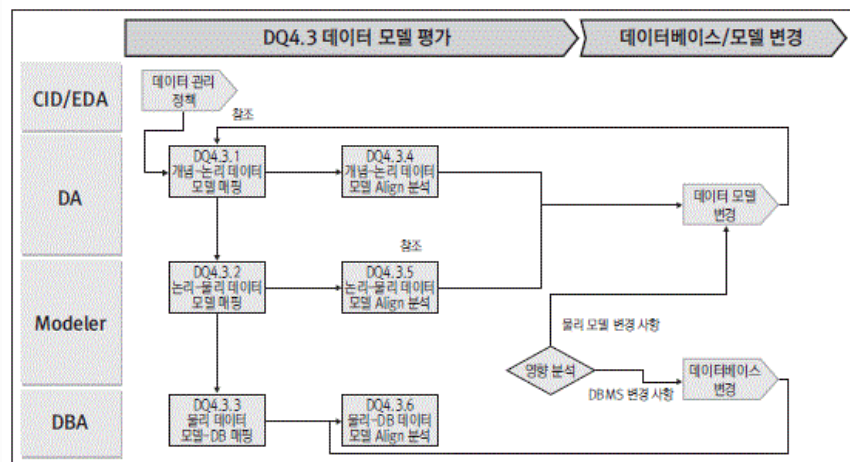 DQ4.3 데이터 모델 평가
데이터베이스/모델 변경
CID/EDA
데이터 관리
정책
참조
DA
DQ4.3.1
개념-논리 데이터
모델 매핑
DQ4.3.4
개념-논리 데이터
모델 Align 분석
데이터 모델
변경
참조
Modeler
DQ4.3.2
논리-물리 데이터
모델 매핑
DQ4.3.5
논리-물리 데이터
모델 Align 분석
물리 모델 변경 사항
영향 분석
데이터베이스
변경
DBMS 변경 사항
DBA
DQ4.3.3
물리 데이터
모델-DB 매핑
DQ4.3.6
물리-DB 데이터
모델 Align 분석